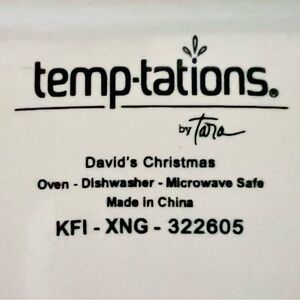 temp-tations®
by Tara
David's Christmas
Oven - Dishwasher - Microwave Safe
Made in China
KFI - XNG - 322605